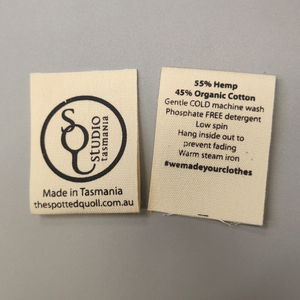 SQ
STUDIO
TASMANIA
Made in Tasmania
thespottedquoll.com.au
55% Hemp
45% Organic Cotton
Gentle COLD machine wash
Phosphate FREE detergent
Low spin
Hang inside out to
prevent fading
Warm steam iron
#wemadeyourclothes